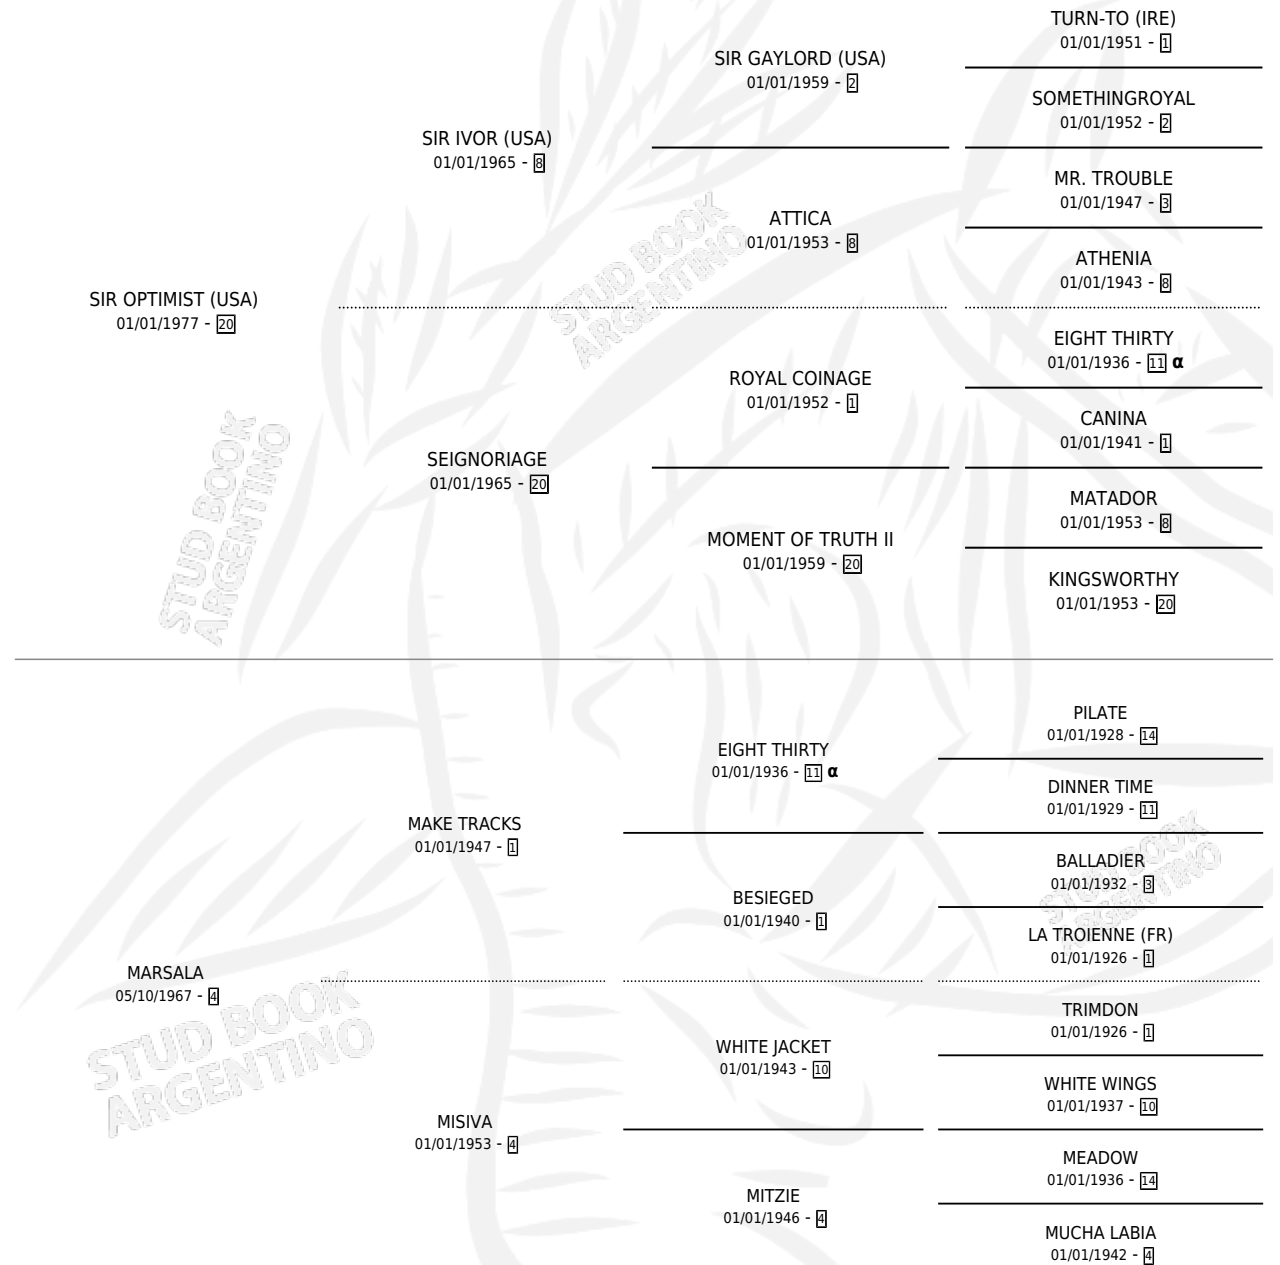 TURN-TO (IRE)
01/01/1951 - 1
SIR GAYLORD (USA)
01/01/1959 - 2
SOMETHINGROYAL
01/01/1952 - 2
SIR IVOR (USA)
01/01/1965 - 8
MR. TROUBLE
01/01/1947 - 3
ATTICA
01/01/1953 - 8
ATHENIA
01/01/1943 - 8
SIR OPTIMIST (USA)
01/01/1977 - 20
EIGHT THIRTY
01/01/1936 - 11 α
ROYAL COINAGE
01/01/1952 - 1
CANINA
01/01/1941 - 1
SEIGNORIAGE
01/01/1965 - 20
MATADOR
01/01/1953 - 8
MOMENT OF TRUTH II
01/01/1959 - 20
KINGSWORTHY
01/01/1953 - 20
PILATE
01/01/1928 - 14
EIGHT THIRTY
01/01/1936 - 11 α
DINNER TIME
01/01/1929 - 11
MAKE TRACKS
01/01/1947 - 1
BALLADIER
01/01/1932 - 3
BESIEGED
01/01/1940 - 1
LA TROIENNE (FR)
01/01/1926 - 1
MARSALA
05/10/1967 - 4
TRIMDON
01/01/1926 - 1
WHITE JACKET
01/01/1943 - 10
WHITE WINGS
01/01/1937 - 10
MISIVA
01/01/1953 - 4
MEADOW
01/01/1936 - 14
MITZIE
01/01/1946 - 4
MUCHA LABIA
01/01/1942 - 4
STUD BOOK
ARGENTINO
STUD BOOK
ARGENTINO
STUD BOOK
ARGENTINO
STUD BOOK
ARGENTINO